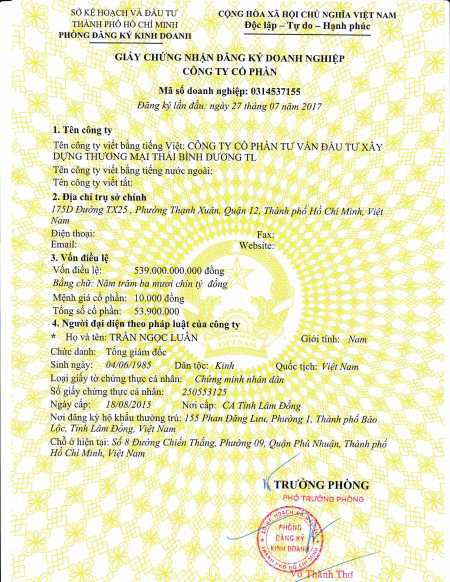 SỞ KẾ HOẠCH VÀ ĐẦU TƯ
THÀNH PHỐ HỒ CHÍ MINH
PHÒNG ĐĂNG KÝ KINH DOANH
CỘNG HÒA XÃ HỘI CHỦ NGHĨA VIỆT NAM
Độc lập – Tự do – Hạnh phúc
GIẤY CHỨNG NHẬN ĐĂNG KÝ DOANH NGHIỆP
CÔNG TY CỔ PHẦN
Mã số doanh nghiệp: 0314537155
Đăng ký lần đầu: ngày 27 tháng 07 năm 2017
1. Tên công ty
Tên công ty viết bằng tiếng Việt: CÔNG TY CỔ PHẦN TƯ VẤN ĐẦU TƯ XÂY
DỰNG THƯƠNG MẠI THÁI BÌNH DƯƠNG TL
Tên công ty viết bằng tiếng nước ngoài:
Tên công ty viết tắt:
2. Địa chỉ trụ sở chính
175D Đường TX25 , Phường Thạnh Xuân, Quận 12, Thành phố Hồ Chí Minh, Việt
Nam
Điện thoại: Fax:
Email: Website:
3. Vốn điều lệ
Vốn điều lệ: 539.000.000.000 đồng
Bằng chữ: Năm trăm ba mươi chín tỷ đồng
Mệnh giá cổ phần: 10.000 đồng
Tổng số cổ phần: 53.900.000
4. Người đại diện theo pháp luật của công ty
* Họ và tên: TRẦN NGỌC LUÂN Giới tính: Nam
Chức danh: Tổng giám đốc
Sinh ngày: 04/06/1985 Dân tộc: Kinh Quốc tịch: Việt Nam
Loại giấy tờ chứng thực cá nhân: Chứng minh nhân dân
Số giấy chứng thực cá nhân: 250553125
Ngày cấp: 18/08/2015 Nơi cấp: CA Tỉnh Lâm Đồng
Nơi đăng ký hộ khẩu thường trú: 155 Phan Đăng Lưu, Phường 1, Thành phố Bảo
Lộc, Tỉnh Lâm Đồng, Việt Nam
Chỗ ở hiện tại: Số 8 Đường Chiến Thắng, Phường 09, Quận Phú Nhuận, Thành phố
Hồ Chí Minh, Việt Nam
TRƯỞNG PHÒNG
PHÓ TRƯỞNG PHÒNG
PHÒNG
ĐĂNG KÝ
KINH DOANH
Vũ Thành Thơ